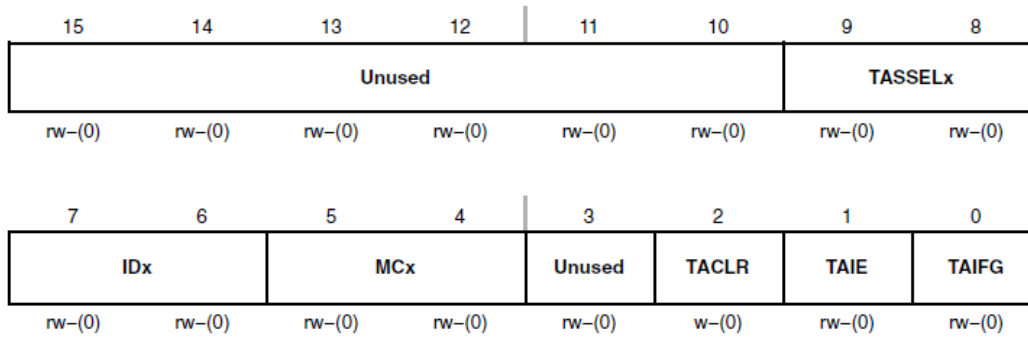 15 14 13 12 11 10 9 8
Unused TASSELx
rw–(0) rw–(0) rw–(0) rw–(0) rw–(0) rw–(0) rw–(0) rw–(0)
7 6 5 4 3 2 1 0
IDx MCx Unused TACLR TAIE TAIFG
rw–(0) rw–(0) rw–(0) rw–(0) rw–(0) w–(0) rw–(0) rw–(0)